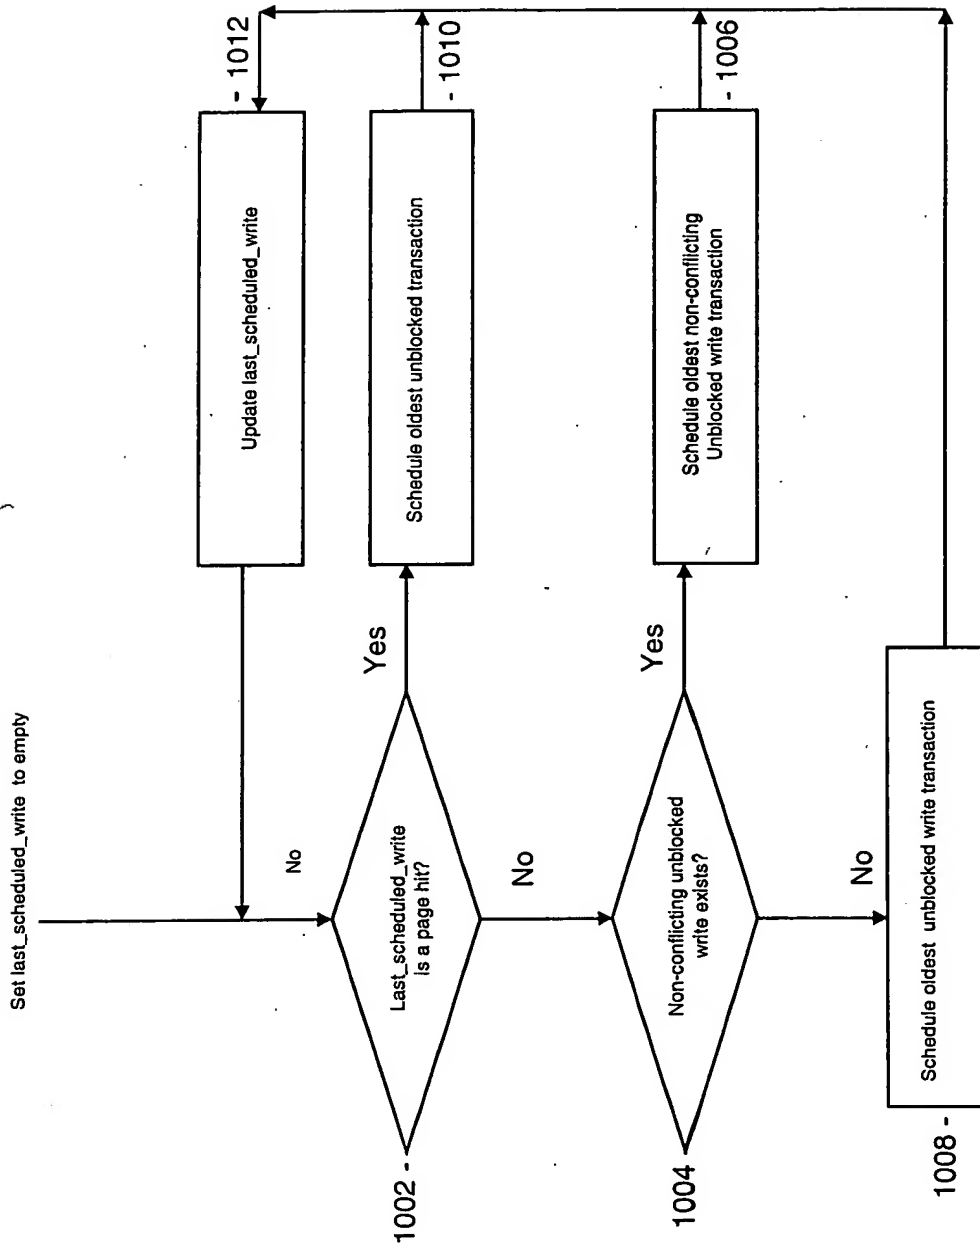 Set last_scheduled_write to empty
Update last_scheduled_write
- 1012
No
1002 -
Last_scheduled_write
is a page hit?
Yes
Schedule oldest unblocked transaction
- 1010
No
1004 -
Non-conflicting unblocked
write exists?
Yes
Schedule oldest non-conflicting
Unblocked write transaction
- 1006
No
1008 -
Schedule oldest unblocked write transaction